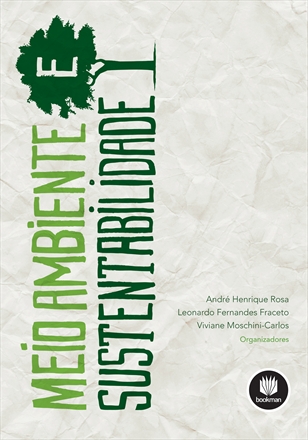 MEIO AMBIENTE E
SUSTENTABILIDADE
André Henrique Rosa
Leonardo Fernandes Fraceto
Viviane Moschini-Carlos
Organizadores
bookman